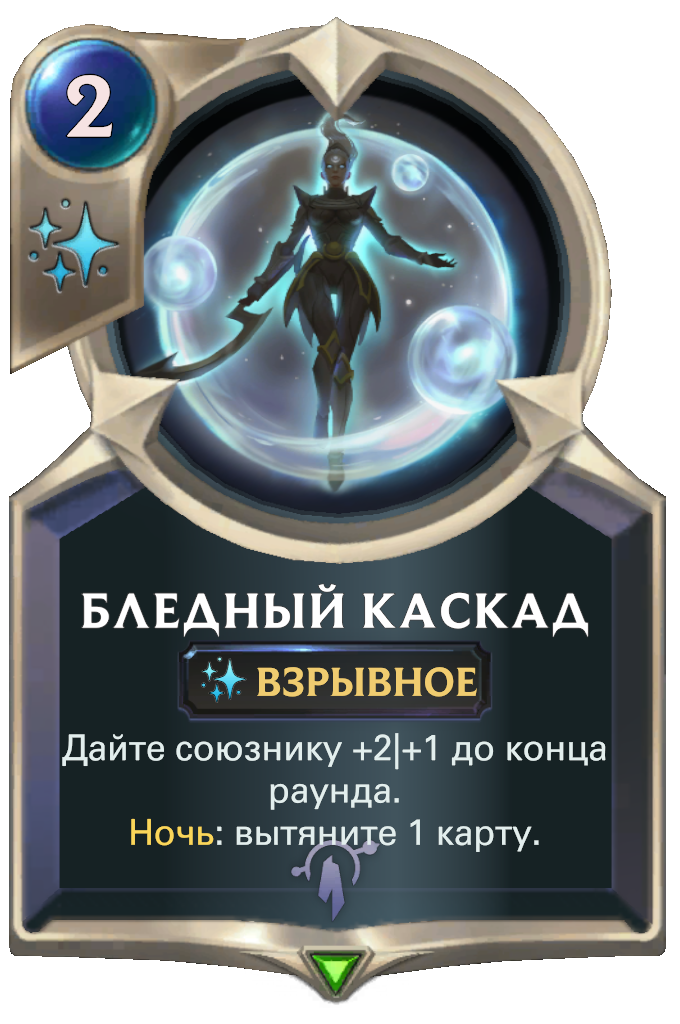 2
БЛЕДНЫЙ КАСКАД
ВЗРЫВНОЕ
Дайте союзнику +2|+1 до конца
раунда.
Ночь: вытяните 1 карту.